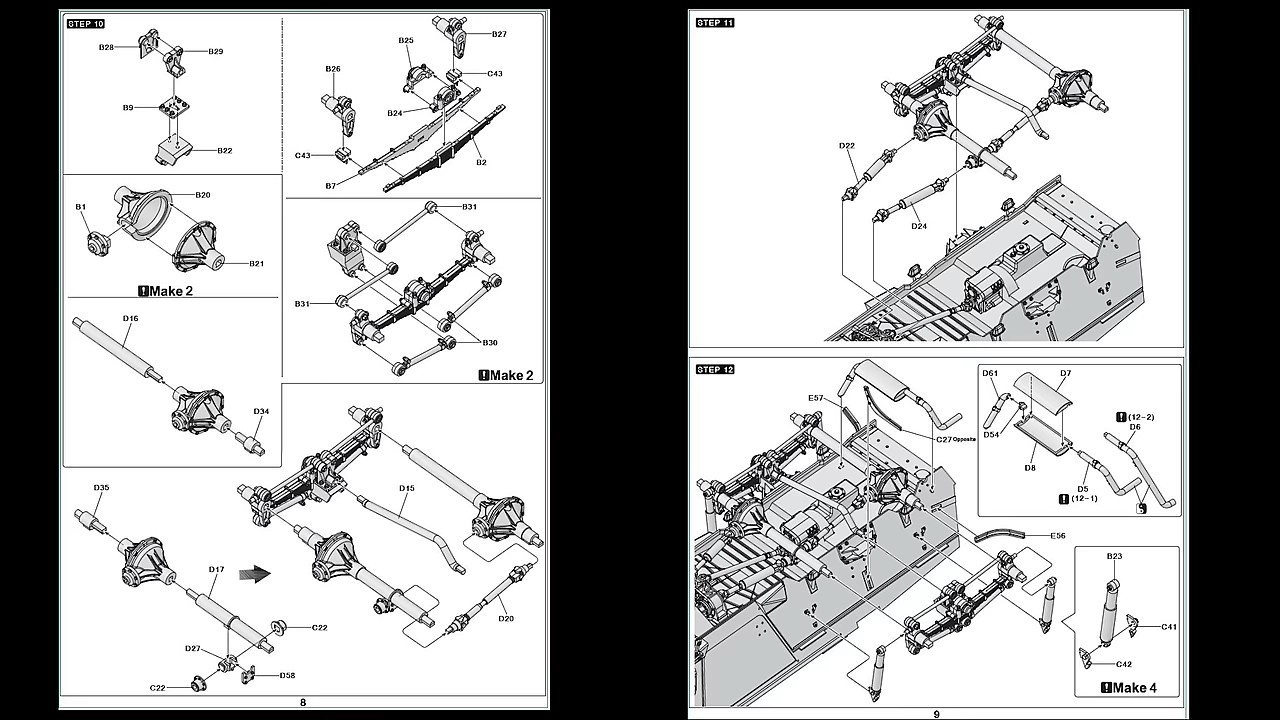 STEP 10
B28
B29
B9
B22
B25
B27
B26
C43
B24
C43
B2
B7
B1
B20
B21
! Make 2
B31
B31
B30
! Make 2
D16
D34
D35
D15
D17
D20
C22
D27
D58
C22
8
STEP 11
D22
D24
STEP 12
E57
C27 Opposite
D61
D7
! (12-2)
D6
D54
D8
D5
! (12-1)
E56
B23
C41
C42
! Make 4
9